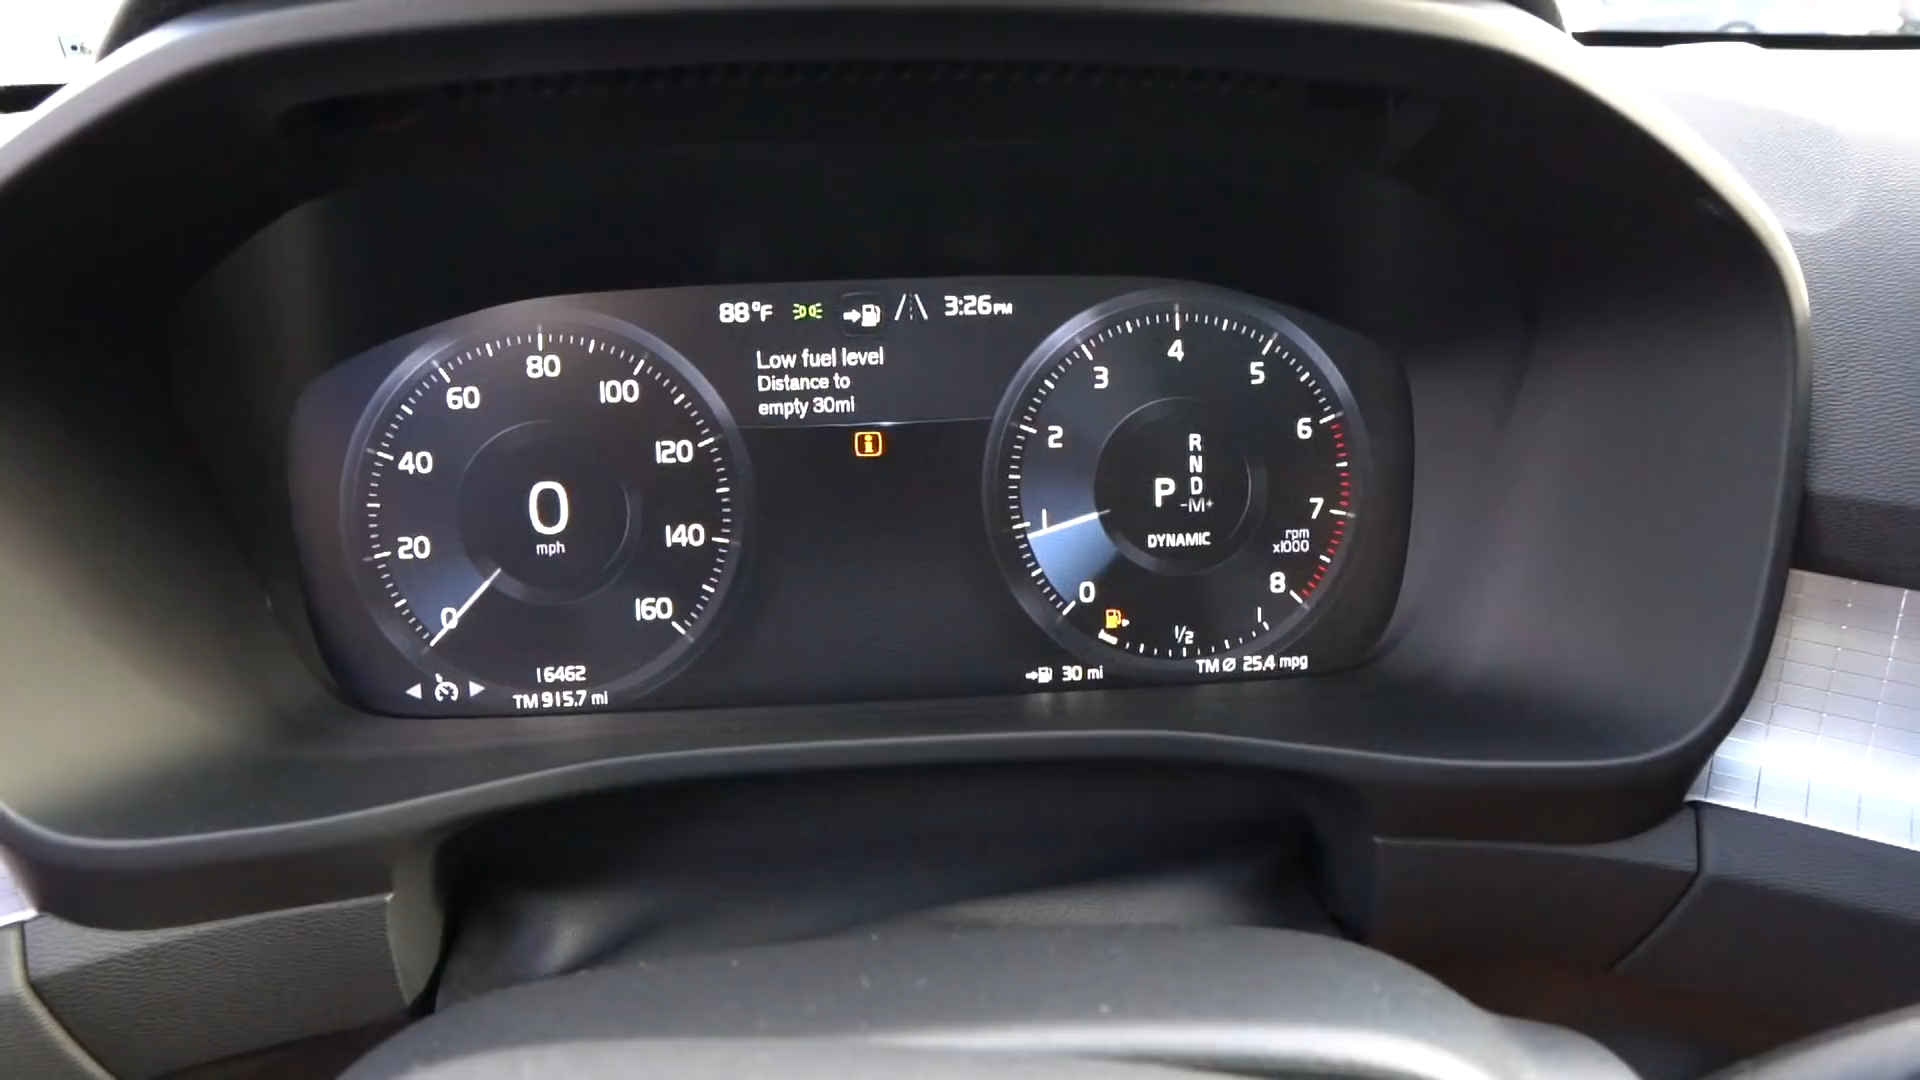 88°F 3:26PM
Low fuel level
Distance to
empty 30mi
0
20
40
60
80
100
120
140
160
0
mph
16462
TM 915.7 mi
0
1
2
3
4
5
6
7
8
rpm
x1000
R
N
P D
-M+
DYNAMIC
1/2
1
30 mi
TM Ø 25.4 mpg